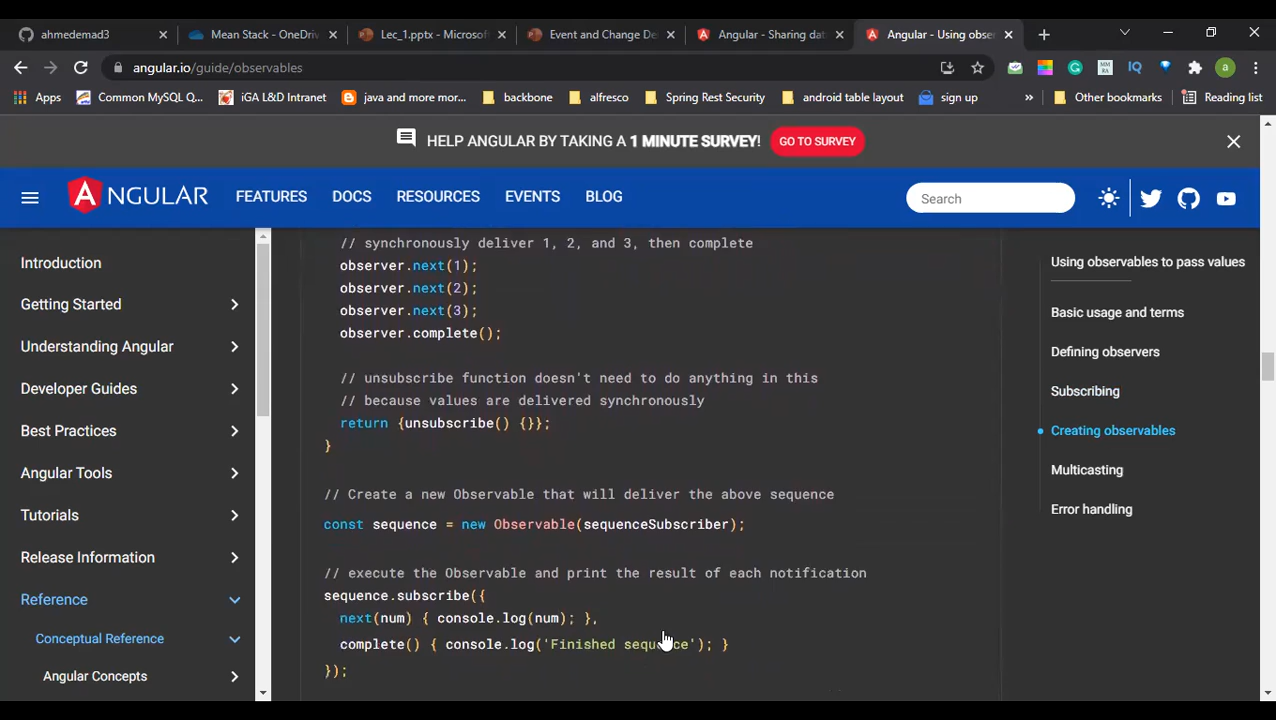 ahmedemad3
Mean Stack - OneDriv
Lec_1.pptx - Microsof
Event and Change De
Angular - Sharing dat
Angular - Using obser
angular.io/guide/observables
a
Apps
Common MySQL Q...
iGA L&D Intranet
java and more mor...
backbone
alfresco
Spring Rest Security
android table layout
sign up
»
Other bookmarks
Reading list
HELP ANGULAR BY TAKING A 1 MINUTE SURVEY!
GO TO SURVEY
ANGULAR
FEATURES
DOCS
RESOURCES
EVENTS
BLOG
Search
Introduction
Getting Started
Understanding Angular
Developer Guides
Best Practices
Angular Tools
Tutorials
Release Information
Reference
Conceptual Reference
Angular Concepts
// synchronously deliver 1, 2, and 3, then complete
observer.next(1);
observer.next(2);
observer.next(3);
observer.complete();
// unsubscribe function doesn't need to do anything in this
// because values are delivered synchronously
return {unsubscribe() {}};
}
// Create a new Observable that will deliver the above sequence
const sequence = new Observable(sequenceSubscriber);
// execute the Observable and print the result of each notification
sequence.subscribe({
next(num) { console.log(num); },
complete() { console.log('Finished sequence'); }
});
Using observables to pass values
Basic usage and terms
Defining observers
Subscribing
Creating observables
Multicasting
Error handling